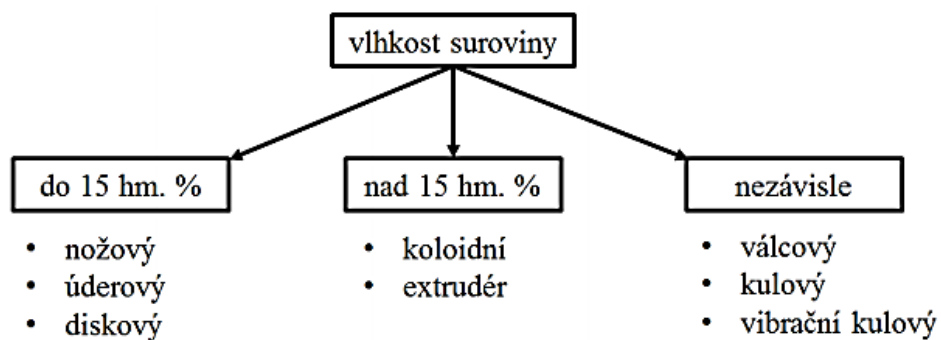 vlhkost suroviny
do 15 hm. %
• nožový
• úderový
• diskový
nad 15 hm. %
• koloidní
• extrudér
nezávisle
• válcový
• kulový
• vibrační kulový